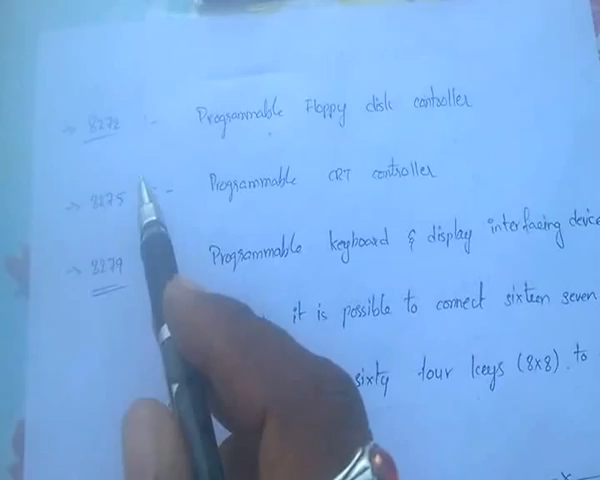 → 8272 :- Programmable Floppy disk controller
→ 8275 :- Programmable CRT controller
→ 8279 Programmable keyboard & display interfacing device
it is possible to connect sixteen seven
sixty four keys (8x8). to